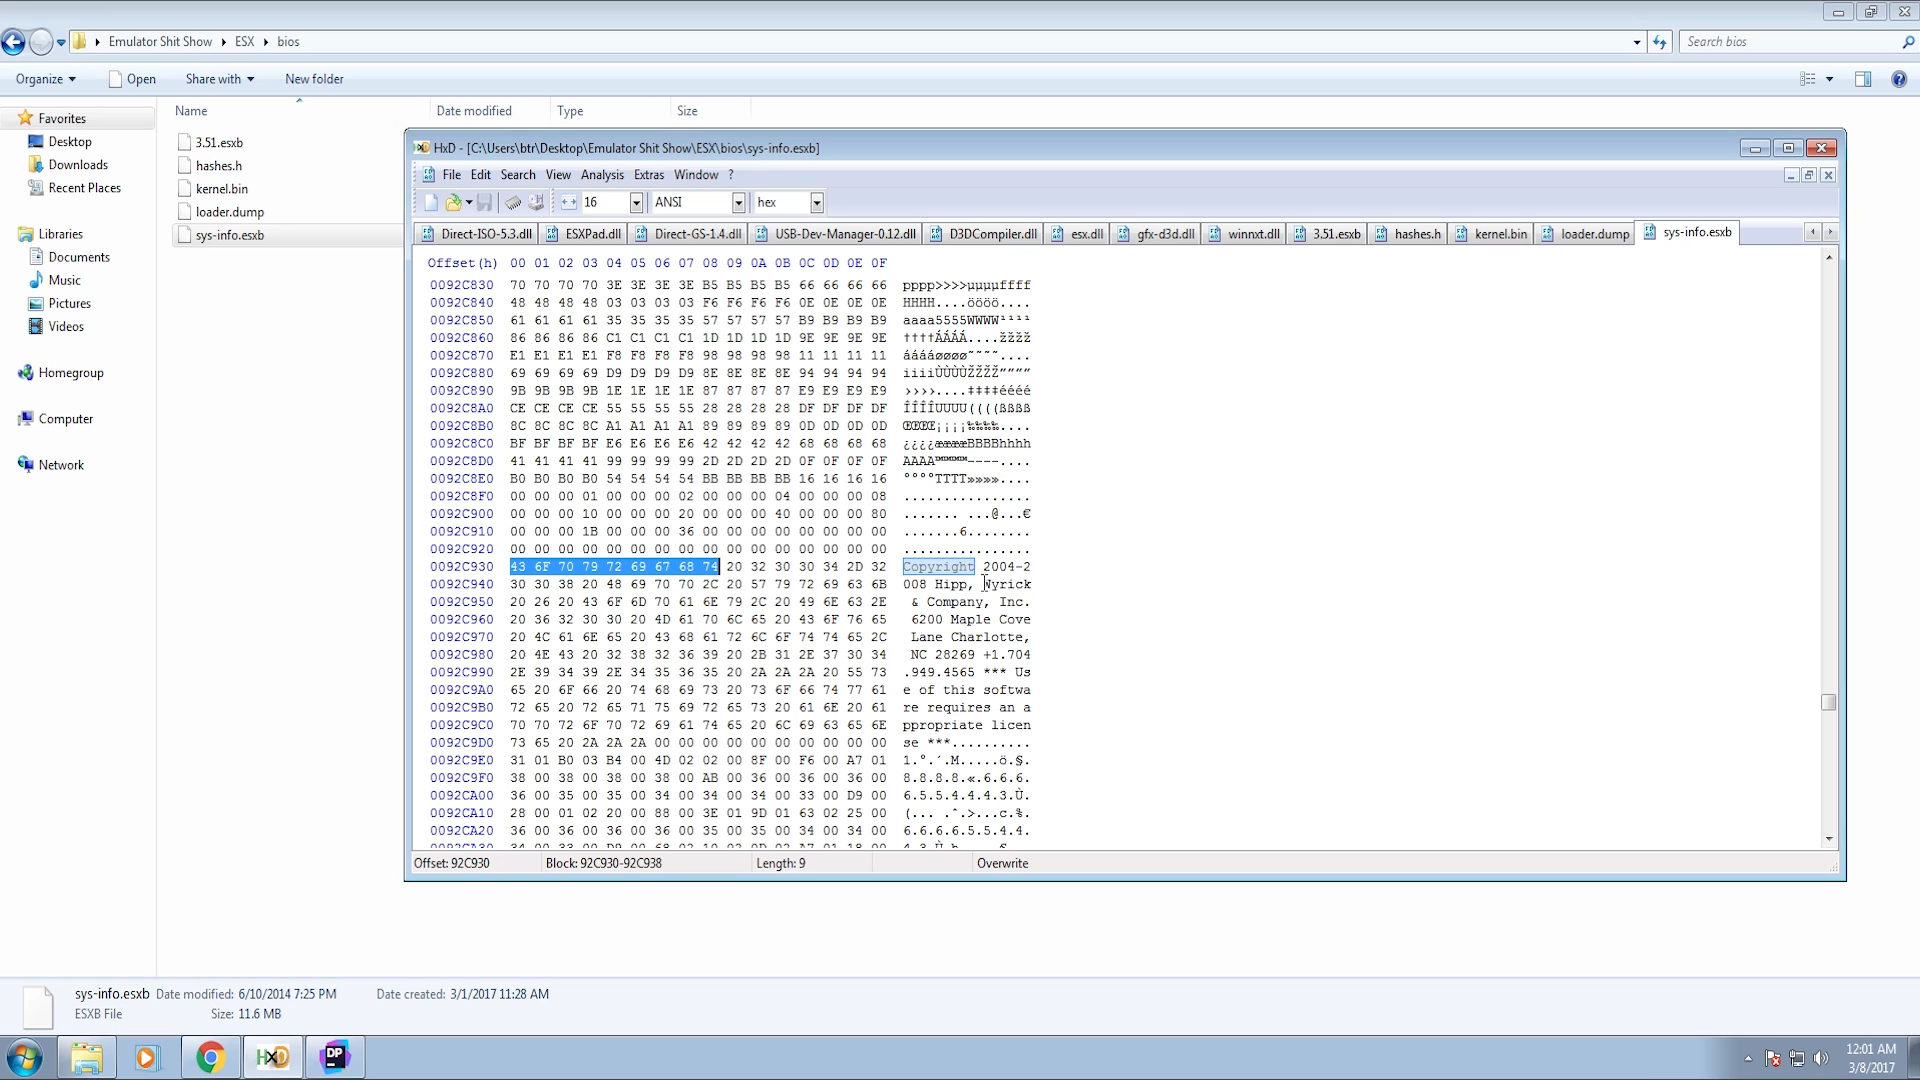 Emulator Shit Show ESX bios
Search bios
Organize Open Share with New folder
Name Date modified Type Size
Favorites
Desktop
Downloads
Recent Places
Libraries
Documents
Music
Pictures
Videos
Homegroup
Computer
Network
3.51.esxb
hashes.h
kernel.bin
loader.dump
sys-info.esxb
HxD - [C:\Users\btr\Desktop\Emulator Shit Show\ESX\bios\sys-info.esxb]
File Edit Search View Analysis Extras Window ?
16 ANSI hex
Direct-ISO-5.3.dll ESXPad.dll Direct-GS-1.4.dll USB-Dev-Manager-0.12.dll D3DCompiler.dll esx.dll gfx-d3d.dll winnxt.dll 3.51.esxb hashes.h kernel.bin loader.dump sys-info.esxb
Offset(h) 00 01 02 03 04 05 06 07 08 09 0A 0B 0C 0D 0E 0F
0092C830 70 70 70 70 3E 3E 3E 3E B5 B5 B5 B5 66 66 66 66 pppp>>>>µµµµffff
0092C840 48 48 48 48 03 03 03 03 F6 F6 F6 F6 0E 0E 0E 0E HHHH....öööö....
0092C850 61 61 61 61 35 35 35 35 57 57 57 57 B9 B9 B9 B9 aaaa5555WWWW¹¹¹¹
0092C860 86 86 86 86 C1 C1 C1 C1 1D 1D 1D 1D 9E 9E 9E 9E ††††ÁÁÁÁ....žžžž
0092C870 E1 E1 E1 E1 F8 F8 F8 F8 98 98 98 98 11 11 11 11 ááááøøøø˜˜˜˜....
0092C880 69 69 69 69 D9 D9 D9 D9 8E 8E 8E 8E 94 94 94 94 iiiiÙÙÙÙŽŽŽŽ””””
0092C890 9B 9B 9B 9B 1E 1E 1E 1E 87 87 87 87 E9 E9 E9 E9 ››››....‡‡‡‡éééé
0092C8A0 CE CE CE CE 55 55 55 55 28 28 28 28 DF DF DF DF ÎÎÎÎUUUU((((ßßßß
0092C8B0 8C 8C 8C 8C A1 A1 A1 A1 89 89 89 89 0D 0D 0D 0D ŒŒŒŒ¡¡¡¡‰‰‰‰....
0092C8C0 BF BF BF BF E6 E6 E6 E6 42 42 42 42 68 68 68 68 ¿¿¿¿ææææBBBBhhhh
0092C8D0 41 41 41 41 99 99 99 99 2D 2D 2D 2D 0F 0F 0F 0F AAAA™™™™----....
0092C8E0 B0 B0 B0 B0 54 54 54 54 BB BB BB BB 16 16 16 16 °°°°TTTT»»»»....
0092C8F0 00 00 00 01 00 00 00 02 00 00 00 04 00 00 00 08 ................
0092C900 00 00 00 10 00 00 00 20 00 00 00 40 00 00 00 80 ....... ...@...€
0092C910 00 00 00 1B 00 00 00 36 00 00 00 00 00 00 00 00 .......6........
0092C920 00 00 00 00 00 00 00 00 00 00 00 00 00 00 00 00 ................
0092C930 43 6F 70 79 72 69 67 68 74 20 32 30 30 34 2D 32 Copyright 2004-2
0092C940 30 30 38 20 48 69 70 70 2C 20 57 79 72 69 63 6B 008 Hipp, Wyrick
0092C950 20 26 20 43 6F 6D 70 61 6E 79 2C 20 49 6E 63 2E & Company, Inc.
0092C960 20 36 32 30 30 20 4D 61 70 6C 65 20 43 6F 76 65 6200 Maple Cove
0092C970 20 4C 61 6E 65 20 43 68 61 72 6C 6F 74 74 65 2C Lane Charlotte,
0092C980 20 4E 43 20 32 38 32 36 39 20 2B 31 2E 37 30 34 NC 28269 +1.704
0092C990 2E 39 34 39 2E 34 35 36 35 20 2A 2A 2A 20 55 73 .949.4565 *** Us
0092C9A0 65 20 6F 66 20 74 68 69 73 20 73 6F 66 74 77 61 e of this softwa
0092C9B0 72 65 20 72 65 71 75 69 72 65 73 20 61 6E 20 61 re requires an a
0092C9C0 70 70 72 6F 70 72 69 61 74 65 20 6C 69 63 65 6E ppropriate licen
0092C9D0 73 65 20 2A 2A 2A 00 00 00 00 00 00 00 00 00 00 se ***..........
0092C9E0 31 01 B0 03 B4 00 4D 02 02 00 8F 00 F6 00 A7 01 1.°.´.M.....ö.§.
0092C9F0 38 00 38 00 38 00 38 00 AB 00 36 00 36 00 36 00 8.8.8.8.«.6.6.6.
0092CA00 36 00 35 00 35 00 34 00 34 00 34 00 33 00 D9 00 6.5.5.4.4.4.3.Ù.
0092CA10 28 00 01 02 20 00 88 00 3E 01 9D 01 63 02 25 00 (... .ˆ.>...c.%.
0092CA20 36 00 36 00 36 00 36 00 35 00 35 00 34 00 34 00 6.6.6.6.5.5.4.4.
Offset: 92C930 Block: 92C930-92C938 Length: 9 Overwrite
sys-info.esxb Date modified: 6/10/2014 7:25 PM Date created: 3/1/2017 11:28 AM
ESXB File Size: 11.6 MB
HXD
DP
12:01 AM
3/8/2017